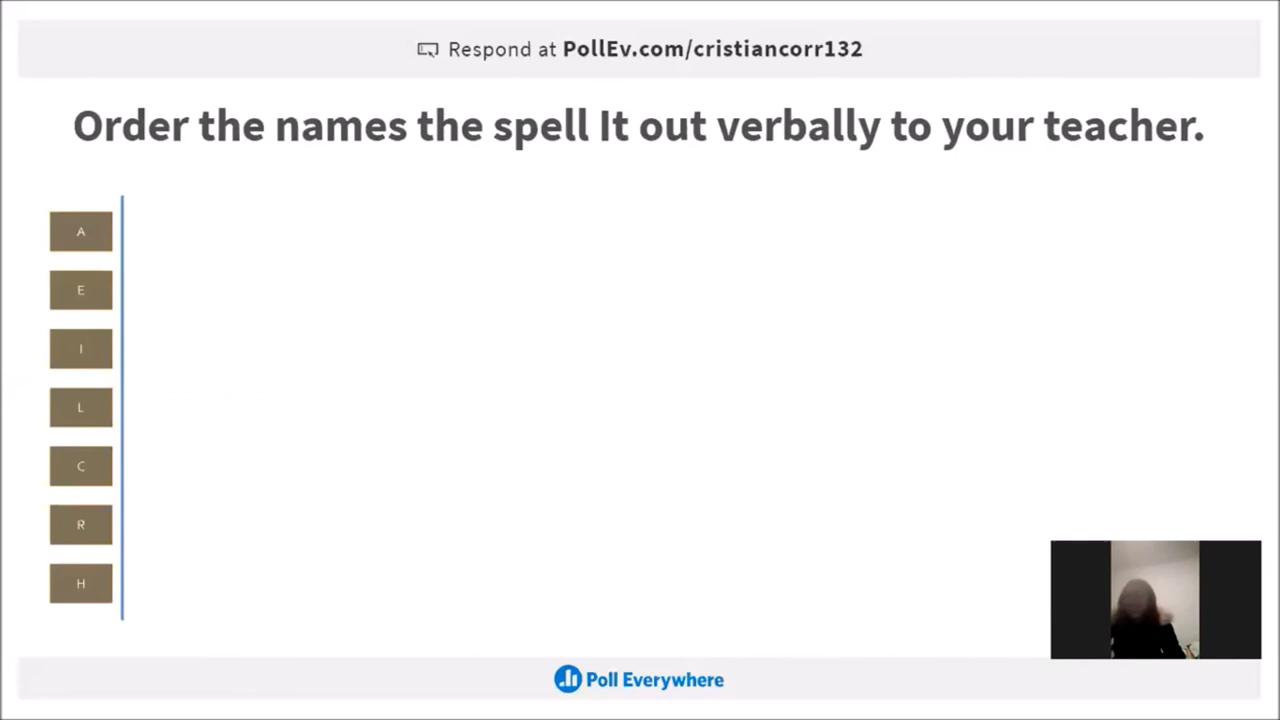 Respond at PollEv.com/cristiancorr132
Order the names the spell It out verbally to your teacher.
A
E
I
L
C
R
H
Poll Everywhere